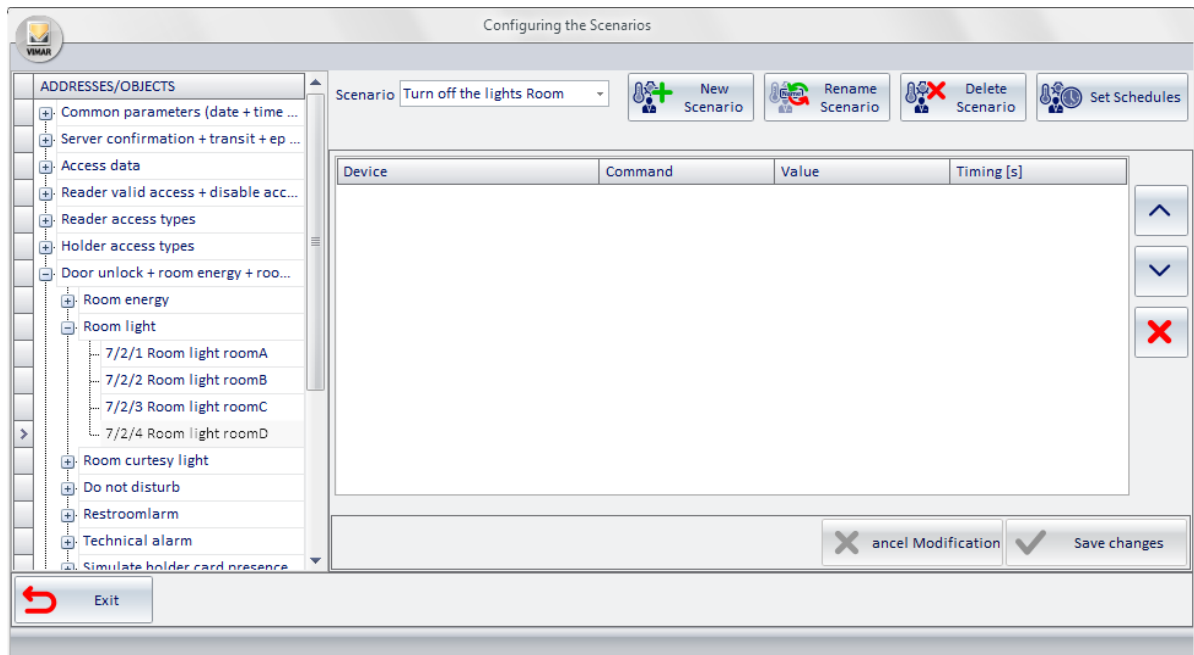 Configuring the Scenarios
VIMAR
ADDRESSES/OBJECTS
Common parameters (date + time ...
Server confirmation + transit + ep ...
Access data
Reader valid access + disable acc...
Reader access types
Holder access types
Door unlock + room energy + roo...
Room energy
Room light
7/2/1 Room light roomA
7/2/2 Room light roomB
7/2/3 Room light roomC
7/2/4 Room light roomD
Room curtesy light
Do not disturb
Restroomlarm
Technical alarm
Simulate holder card presence
Scenario Turn off the lights Room
New
Scenario
Rename
Scenario
Delete
Scenario
Set Schedules
Device Command Value Timing [s]
ancel Modification
Save changes
Exit